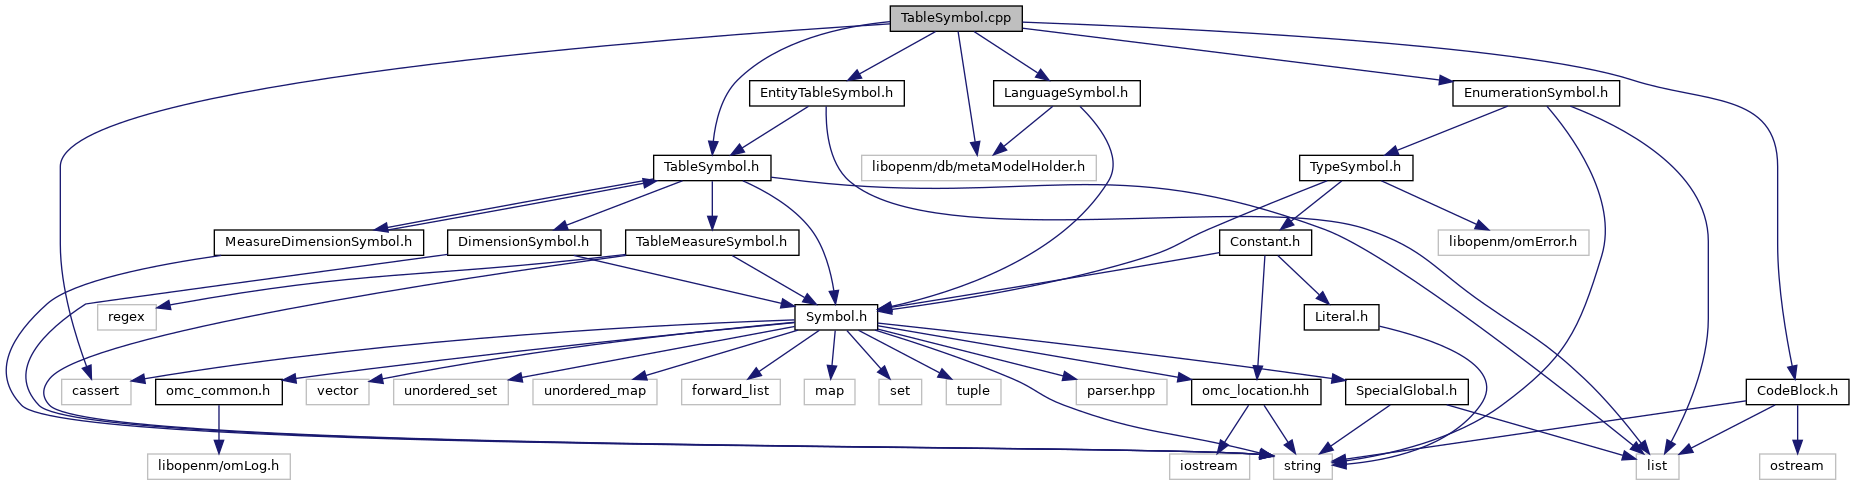 TableSymbol.cpp
EntityTableSymbol.h
LanguageSymbol.h
EnumerationSymbol.h
TableSymbol.h
libopenm/db/metaModelHolder.h
TypeSymbol.h
MeasureDimensionSymbol.h
DimensionSymbol.h
TableMeasureSymbol.h
Constant.h
libopenm/omError.h
regex
Symbol.h
Literal.h
cassert
omc_common.h
vector
unordered_set
unordered_map
forward_list
map
set
tuple
parser.hpp
omc_location.hh
SpecialGlobal.h
CodeBlock.h
libopenm/omLog.h
iostream
string
list
ostream